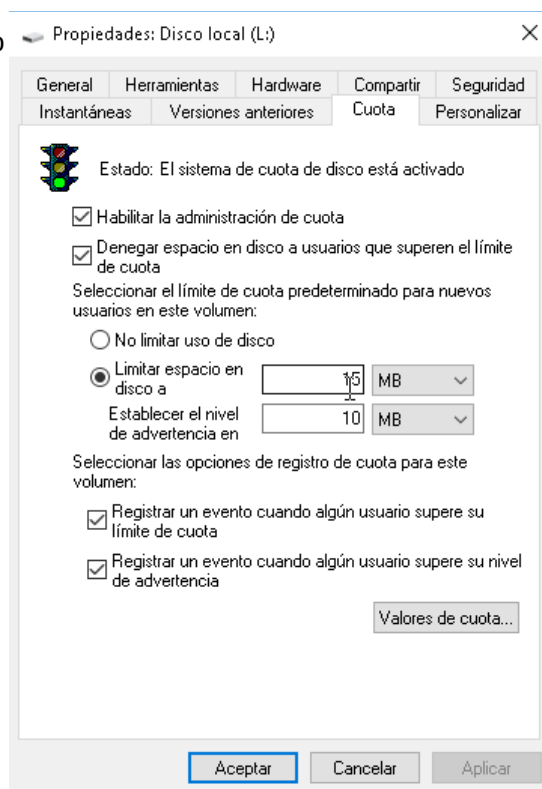 Propiedades: Disco local (L:)
General Herramientas Hardware Compartir Seguridad
Instantáneas Versiones anteriores Cuota Personalizar
Estado: El sistema de cuota de disco está activado
Habilitar la administración de cuota
Denegar espacio en disco a usuarios que superen el límite
de cuota
Seleccionar el límite de cuota predeterminado para nuevos
usuarios en este volumen:
No limitar uso de disco
Limitar espacio en
disco a
15 MB
Establecer el nivel
de advertencia en
10 MB
Seleccionar las opciones de registro de cuota para este
volumen:
Registrar un evento cuando algún usuario supere su
límite de cuota
Registrar un evento cuando algún usuario supere su nivel
de advertencia
Valores de cuota...
Aceptar Cancelar Aplicar